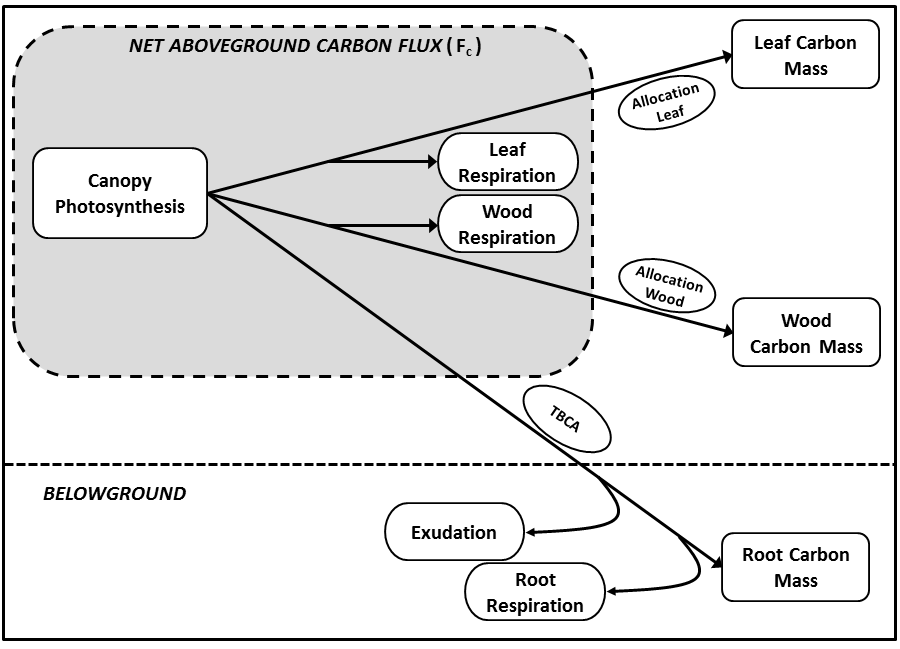 NET ABOVEGROUND CARBON FLUX ( Fc )
Leaf Carbon
Mass
Allocation
Leaf
Canopy
Photosynthesis
Leaf
Respiration
Wood
Respiration
Allocation
Wood
Wood
Carbon Mass
TBCA
BELOWGROUND
Exudation
Root
Respiration
Root Carbon
Mass